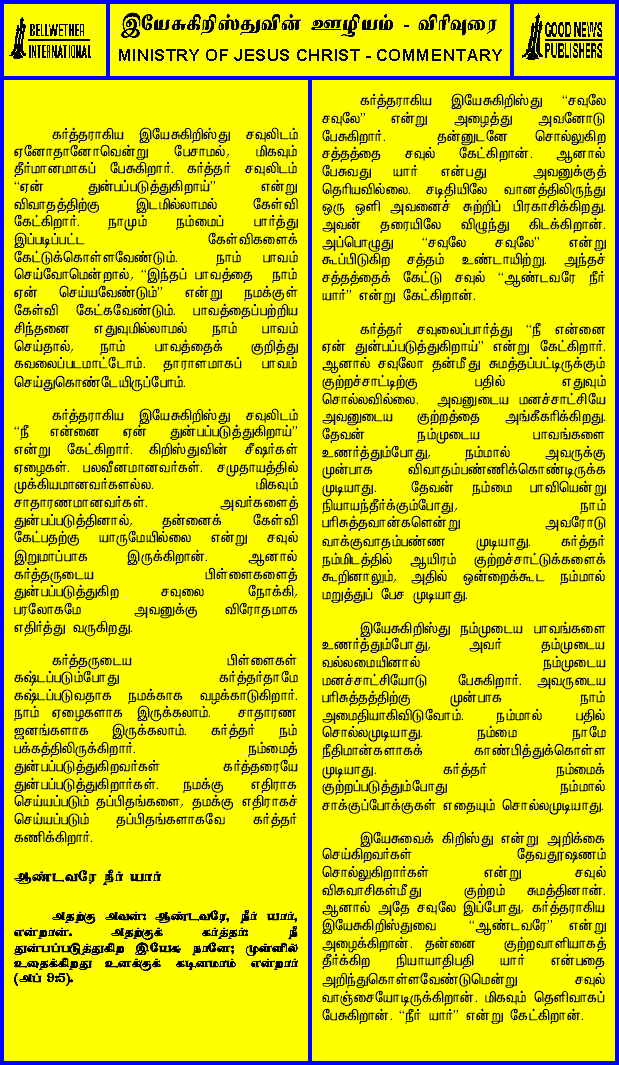 BELLWETHER
INTERNATIONAL
இயேசுகிறிஸ்துவின் ஊழியம் - விரிவுரை
MINISTRY OF JESUS CHRIST - COMMENTARY
GOOD NEWS
PUBLISHERS
கர்த்தராகிய இயேசுகிறிஸ்து சவுலிடம்
ஏனோதானோவென்று பேசாமல், மிகவும்
தீர்மானமாகப் பேசுகிறார். கர்த்தர் சவுலிடம்
“ஏன் துன்பப்படுத்துகிறாய்” என்று
விவாதத்திற்கு இடமில்லாமல் கேள்வி
கேட்கிறார். நாமும் நம்மைப் பார்த்து
இப்படிப்பட்ட கேள்விகளைக்
கேட்டுக்கொள்ளவேண்டும். நாம் பாவம்
செய்வோமென்றால், “இந்தப் பாவத்தை நாம்
ஏன் செய்யவேண்டும்” என்று நமக்குள்
கேள்வி கேட்கவேண்டும். பாவத்தைப்பற்றிய
சிந்தனை எதுவுமில்லாமல் நாம் பாவம்
செய்தால், நாம் பாவத்தைக் குறித்து
கவலைப்படமாட்டோம். தாராளமாகப் பாவம்
செய்துகொண்டேயிருப்போம்.
கர்த்தராகிய இயேசுகிறிஸ்து சவுலிடம்
“நீ என்னை ஏன் துன்பப்படுத்துகிறாய்”
என்று கேட்கிறார். கிறிஸ்துவின் சீஷர்கள்
ஏழைகள். பலவீனமானவர்கள். சமுதாயத்தில்
முக்கியமானவர்களல்ல. மிகவும்
சாதாரணமானவர்கள். அவர்களைத்
துன்பப்படுத்தினால், தன்னைக் கேள்வி
கேட்பதற்கு யாருமேயில்லை என்று சவுல்
இறுமாப்பாக இருக்கிறான். ஆனால்
கர்த்தருடைய பிள்ளைகளைத்
துன்பப்படுத்துகிற சவுலை நோக்கி,
பரலோகமே அவனுக்கு விரோதமாக
எதிர்த்து வருகிறது.
கர்த்தருடைய பிள்ளைகள்
கஷ்டப்படும்போது கர்த்தர்தாமே
கஷ்டப்படுவதாக நமக்காக வழக்காடுகிறார்.
நாம் ஏழைகளாக இருக்கலாம். சாதாரண
ஜனங்களாக இருக்கலாம். கர்த்தர் நம்
பக்கத்திலிருக்கிறார். நம்மைத்
துன்பப்படுத்துகிறவர்கள் கர்த்தரையே
துன்பப்படுத்துகிறார்கள். நமக்கு எதிராக
செய்யப்படும் தப்பிதங்களை, தமக்கு எதிராகச்
செய்யப்படும் தப்பிதங்களாகவே கர்த்தர்
கணிக்கிறார்.
ஆண்டவரே நீர் யார்
அதற்கு அவன்: ஆண்டவரே, நீர் யார்,
என்றான். அதற்குக் கர்த்தர்: நீ
துன்பப்படுத்துகிற இயேசு நானே; முள்ளில்
உதைக்கிறது உனக்குக் கடினமாம் என்றார்
(அப் 9:5).
கர்த்தராகிய இயேசுகிறிஸ்து “சவுலே
சவுலே” என்று அழைத்து அவனோடு
பேசுகிறார். தன்னுடனே சொல்லுகிற
சத்தத்தை சவுல் கேட்கிறான். ஆனால்
பேசுவது யார் என்பது அவனுக்குத்
தெரியவில்லை. சடிதியிலே வானத்திலிருந்து
ஒரு ஒளி அவனைச் சுற்றிப் பிரகாசிக்கிறது.
அவன் தரையிலே விழுந்து கிடக்கிறான்.
அப்பொழுது “சவுலே சவுலே” என்று
கூப்பிடுகிற சத்தம் உண்டாயிற்று. அந்தச்
சத்தத்தைக் கேட்டு சவுல் “ஆண்டவரே நீர்
யார்” என்று கேட்கிறான்.
கர்த்தர் சவுலைப்பார்த்து “நீ என்னை
ஏன் துன்பப்படுத்துகிறாய்” என்று கேட்கிறார்.
ஆனால் சவுலோ தன்மீது சுமத்தப்பட்டிருக்கும்
குற்றச்சாட்டிற்கு பதில் எதுவும்
சொல்லவில்லை. அவனுடைய மனச்சாட்சியே
அவனுடைய குற்றத்தை அங்கீகரிக்கிறது.
தேவன் நம்முடைய பாவங்களை
உணர்த்தும்போது, நம்மால் அவருக்கு
முன்பாக விவாதம்பண்ணிக்கொண்டிருக்க
முடியாது. தேவன் நம்மை பாவியென்று
நியாயந்தீர்க்கும்போது, நாம்
பரிசுத்தவான்களென்று அவரோடு
வாக்குவாதம்பண்ண முடியாது. கர்த்தர்
நம்மிடத்தில் ஆயிரம் குற்றச்சாட்டுக்களைக்
கூறினாலும், அதில் ஒன்றைக்கூட நம்மால்
மறுத்துப் பேச முடியாது.
இயேசுகிறிஸ்து நம்முடைய பாவங்களை
உணர்த்தும்போது, அவர் தம்முடைய
வல்லமையினால் நம்முடைய
மனச்சாட்சியோடு பேசுகிறார். அவருடைய
பரிசுத்தத்திற்கு முன்பாக நாம்
அமைதியாகிவிடுவோம். நம்மால் பதில்
சொல்லமுடியாது. நம்மை நாமே
நீதிமான்களாகக் காண்பித்துக்கொள்ள
முடியாது. கர்த்தர் நம்மைக்
குற்றப்படுத்தும்போது நம்மால்
சாக்குப்போக்குகள் எதையும் சொல்லமுடியாது.
இயேசுவைக் கிறிஸ்து என்று அறிக்கை
செய்கிறவர்கள் தேவதூஷணம்
சொல்லுகிறார்கள் என்று சவுல்
விசுவாசிகள்மீது குற்றம் சுமத்தினான்.
ஆனால் அதே சவுலே இப்போது, கர்த்தராகிய
இயேசுகிறிஸ்துவை “ஆண்டவரே” என்று
அழைக்கிறான். தன்னை குற்றவாளியாகத்
தீர்க்கிற நியாயாதிபதி யார் என்பதை
அறிந்துகொள்ளவேண்டுமென்று சவுல்
வாஞ்சையோடிருக்கிறான். மிகவும் தெளிவாகப்
பேசுகிறான். “நீர் யார்” என்று கேட்கிறான்.